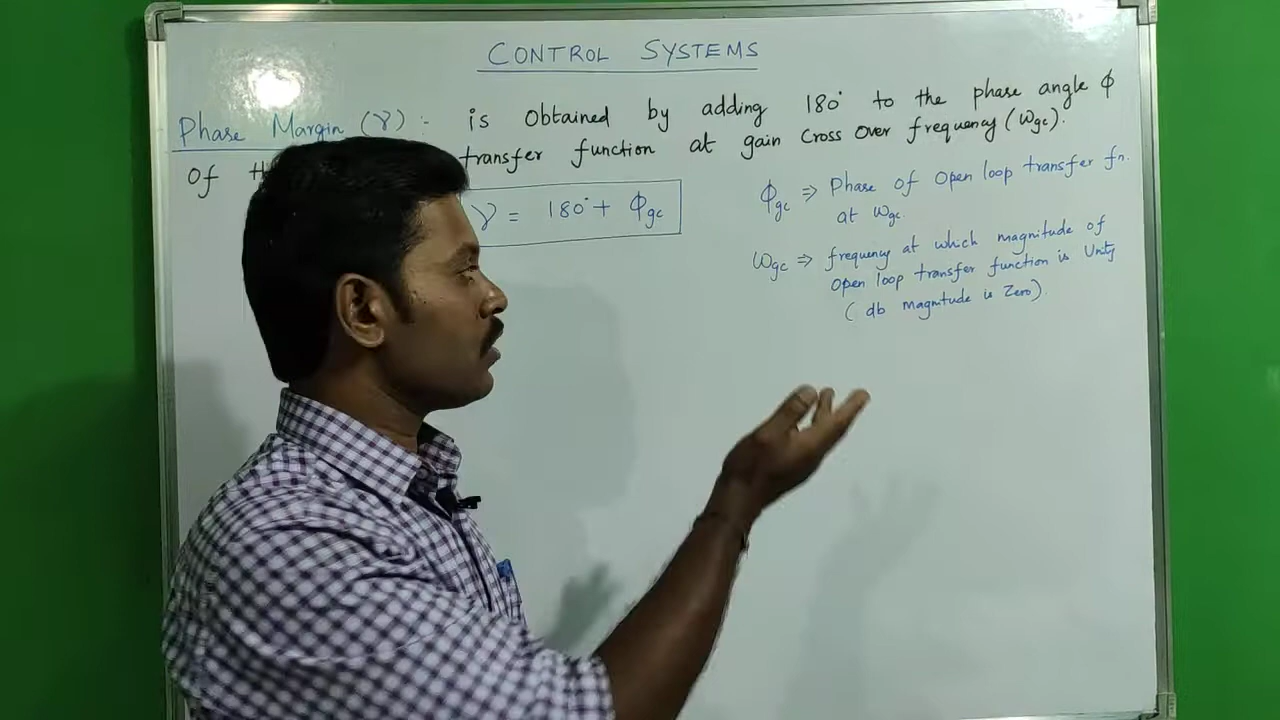 CONTROL SYSTEMS
Phase Margin (γ) :- is obtained by adding 180° to the phase angle ϕ
of transfer function at gain Cross Over frequency (ωgc).
γ = 180° + ϕgc
ϕgc ⇒ Phase of Open loop transfer fn.
at ωgc.
ωgc ⇒ frequency at which magnitude of
Open loop transfer function is Unity
( db magnitude is Zero).